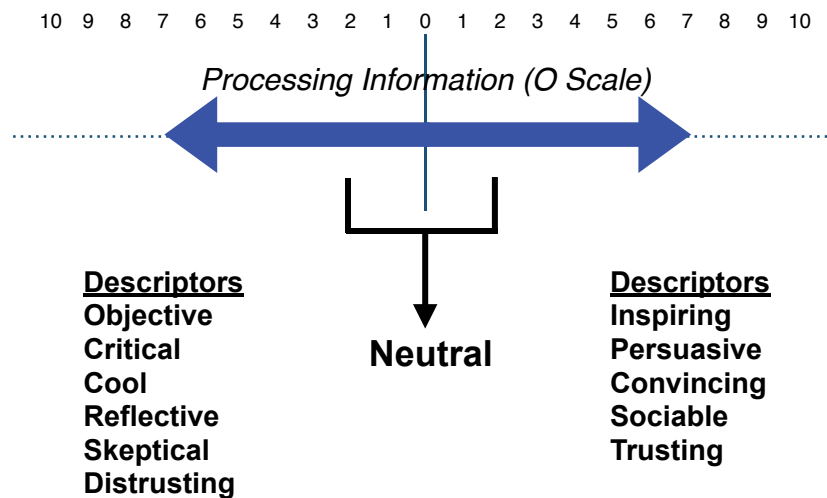 10 9 8 7 6 5 4 3 2 1 0 1 2 3 4 5 6 7 8 9 10
Processing Information (O Scale)
Descriptors
Objective
Critical
Cool
Reflective
Skeptical
Distrusting
Neutral
Descriptors
Inspiring
Persuasive
Convincing
Sociable
Trusting